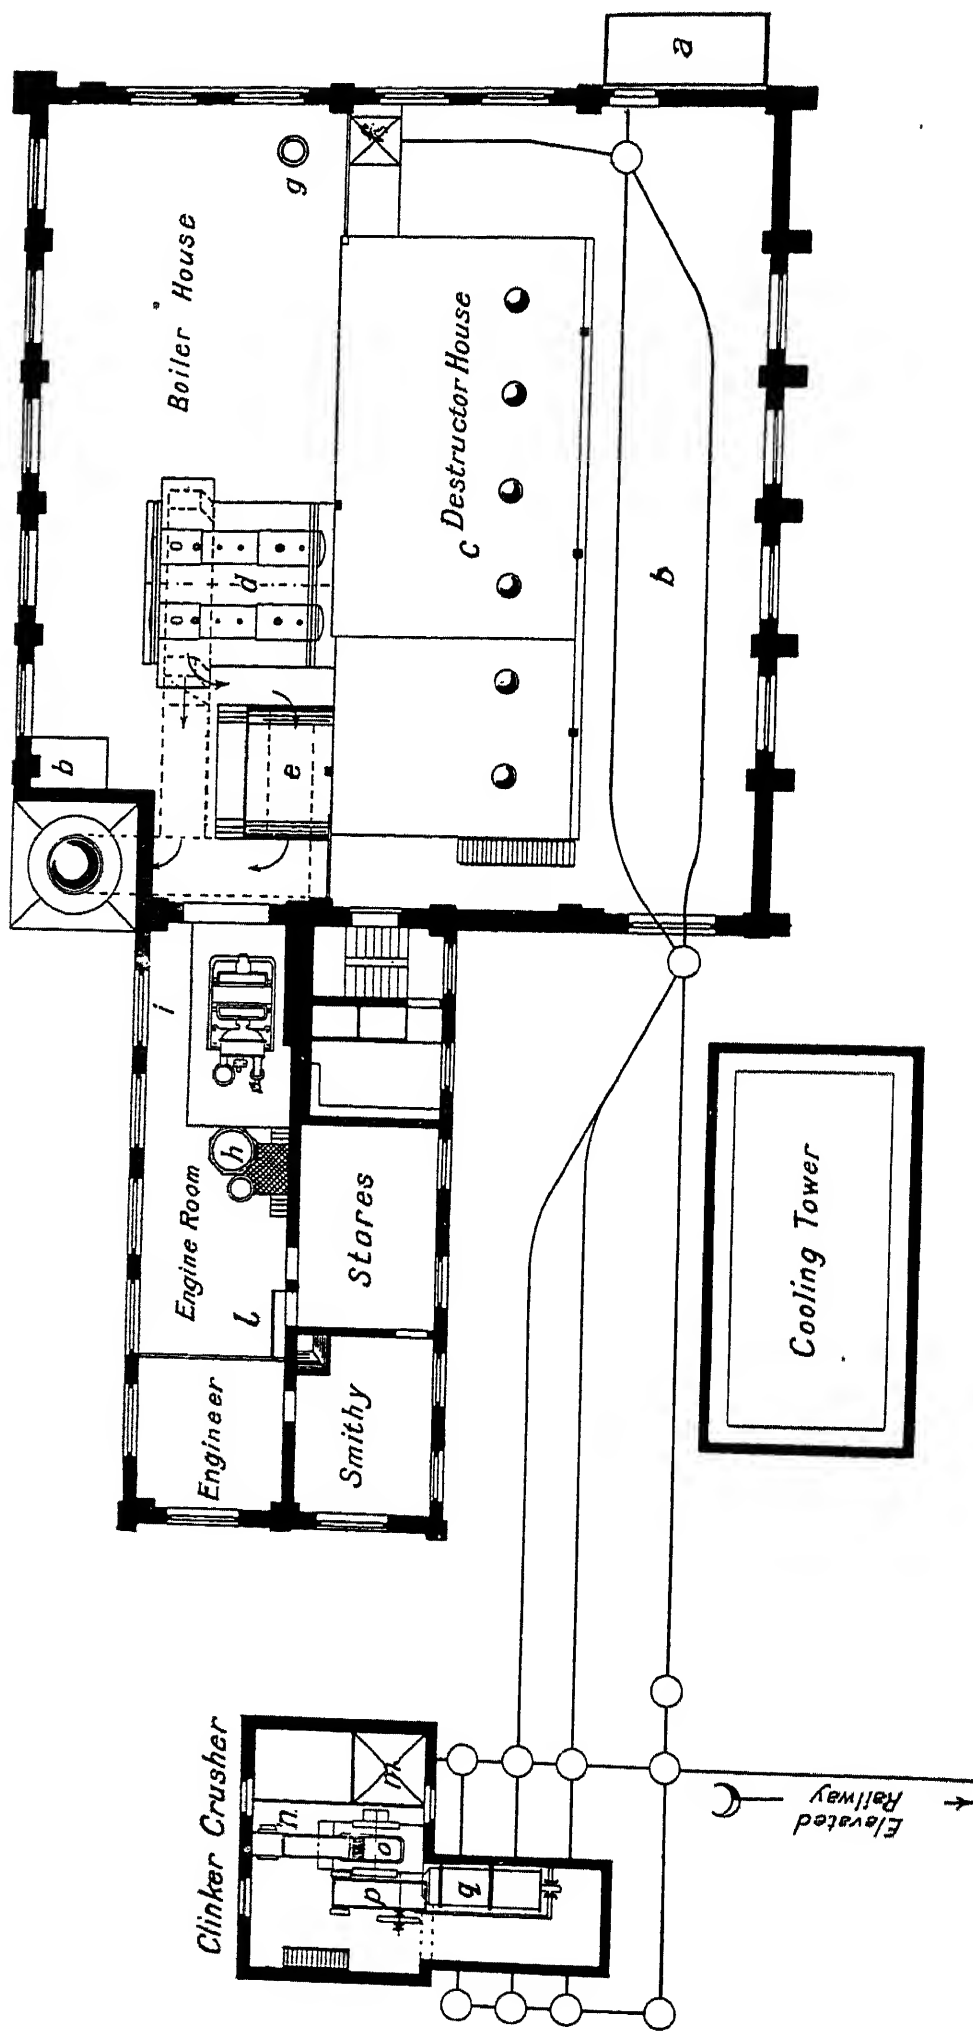 a
k
g
Boiler House
Destructor House
c
d
b
e
b
i
h
Engine Room
l
Stores
Engineer
Smithy
Cooling Tower
Clinker Crusher
m
n
o
p
q
Elevated
Railway